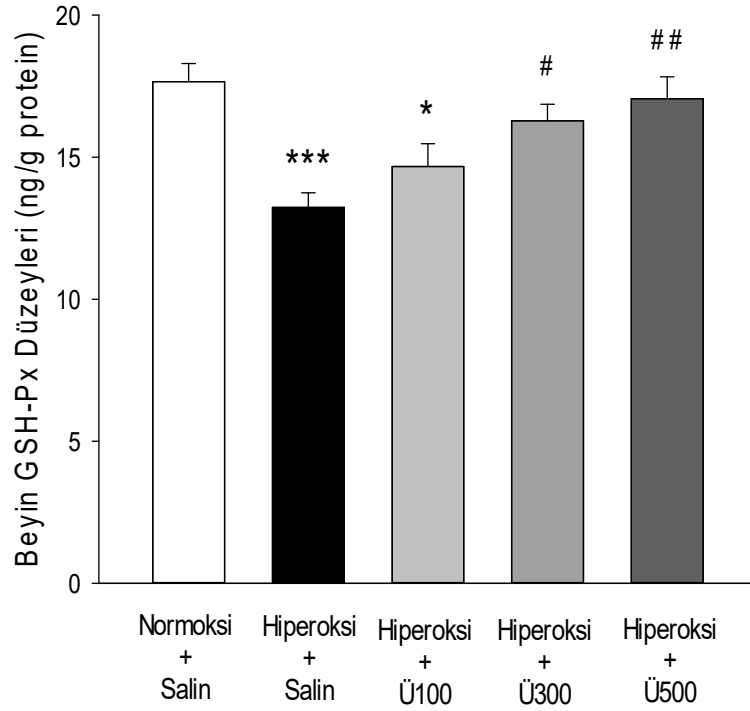 Beyin GSH-Px Düzeyleri (ng/g protein)
20
15
10
5
0
***
*
#
##
Normoksi
+
Salin
Hiperoksi
+
Salin
Hiperoksi
+
Ü100
Hiperoksi
+
Ü300
Hiperoksi
+
Ü500